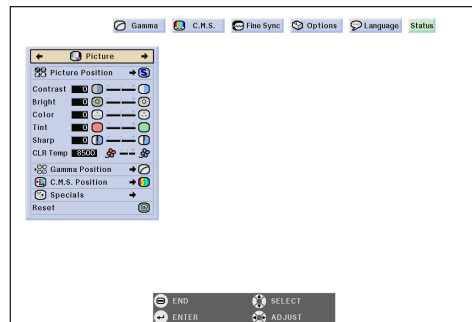 Gamma C.M.S. Fine Sync Options Language Status
Picture
Picture Position S
Contrast 0
Bright 0
Color 0
Tint 0
Sharp 0
CLR Temp 8500
Gamma Position
C.M.S. Position
Specials
Reset
END SELECT
ENTER ADJUST